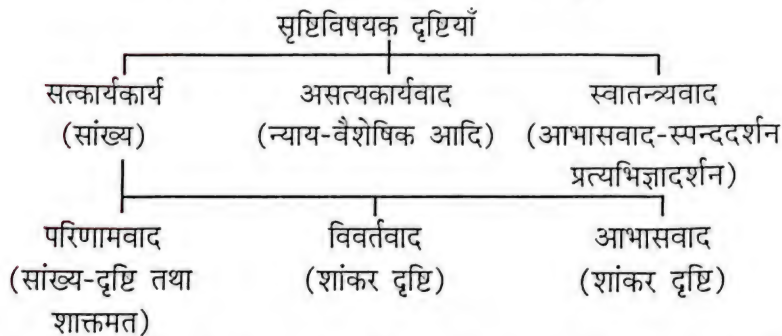 सृष्टिविषयक दृष्टियाँ
सत्कार्यकार्य असत्यकार्यवाद स्वातन्त्र्यवाद
(सांख्य) (न्याय-वैशेषिक आदि) (आभासवाद-स्पन्ददर्शन
प्रत्यभिज्ञादर्शन)
परिणामवाद विवर्तवाद आभासवाद
(सांख्य-दृष्टि तथा (शांकर दृष्टि) (शांकर दृष्टि)
शाक्तमत)